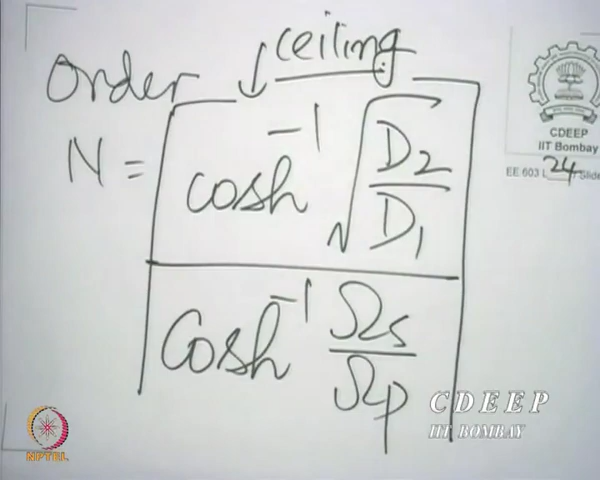 ceiling
Order
N = cosh⁻¹ √(D₂/D₁)
Cosh⁻¹ Ωs/Ωp
CDEEP
IIT Bombay
EE 603 L 24 / Slide
CDEEP
IIT BOMBAY
NPTEL